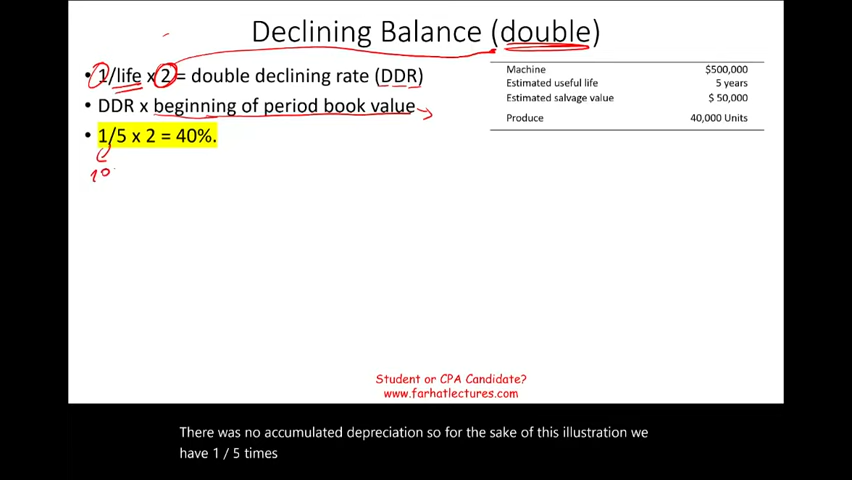 Declining Balance (double)
• 1/life x 2 = double declining rate (DDR)
• DDR x beginning of period book value
• 1/5 x 2 = 40%.
10
Machine $500,000
Estimated useful life 5 years
Estimated salvage value $ 50,000
Produce 40,000 Units
Student or CPA Candidate?
www.farhatlectures.com
There was no accumulated depreciation so for the sake of this illustration we
have 1 / 5 times